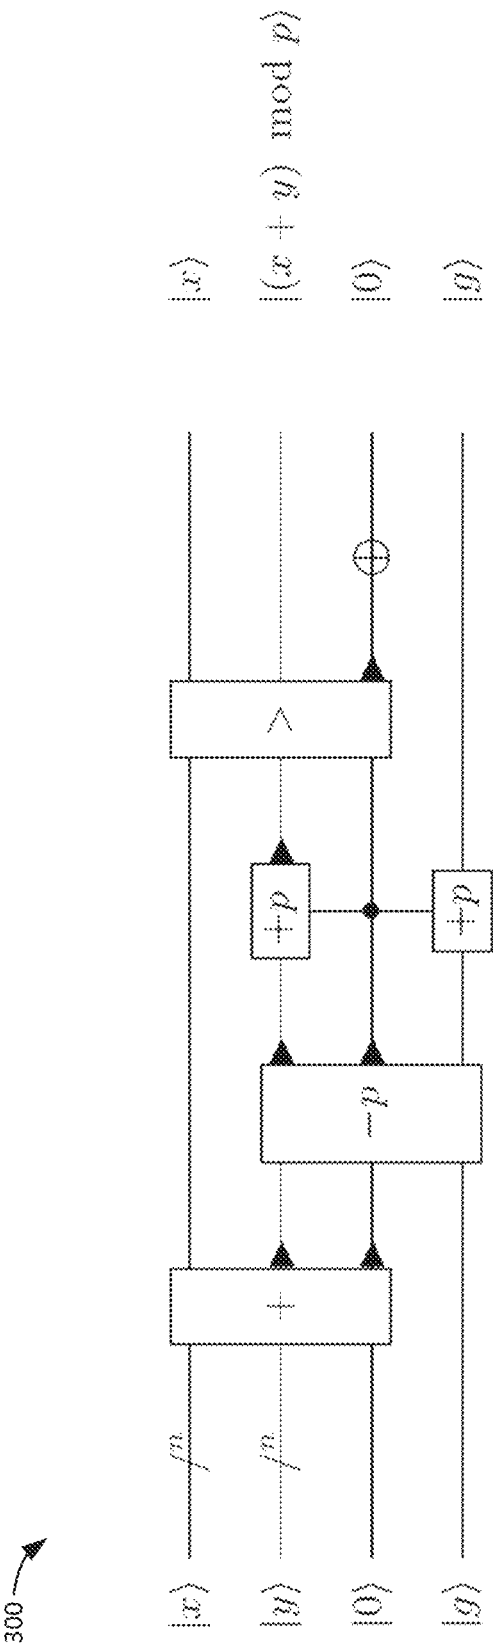 300
|x⟩ n |x⟩
|y⟩ n + +p > |(x + y) mod p⟩
|0⟩ −p |0⟩
|g⟩ +p |g⟩